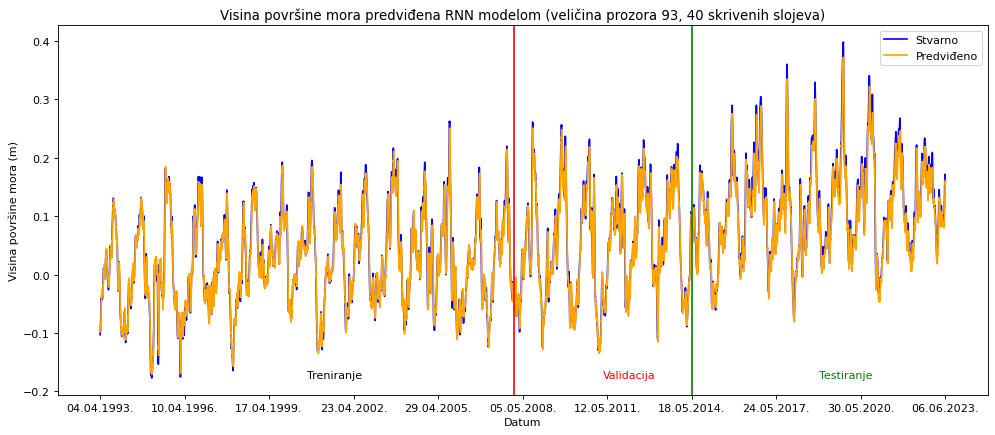 Visina površine mora predviđena RNN modelom (veličina prozora 93, 40 skrivenih slojeva)
Stvarno
Predviđeno
Visina površine mora (m)
0.4
0.3
0.2
0.1
0.0
−0.1
−0.2
Treniranje
Validacija
Testiranje
04.04.1993. 10.04.1996. 17.04.1999. 23.04.2002. 29.04.2005. 05.05.2008. 12.05.2011. 18.05.2014. 24.05.2017. 30.05.2020. 06.06.2023.
Datum